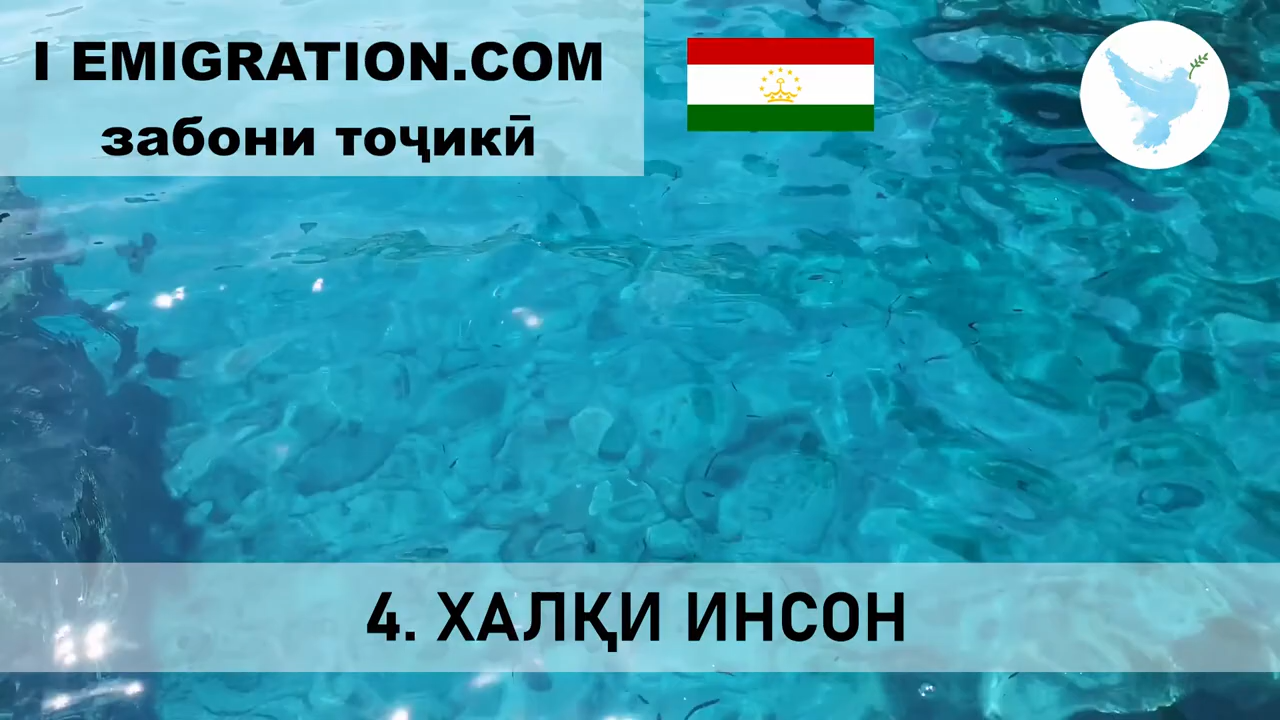 I EMIGRATION.COM
забони тоҷикӣ
4. ХАЛҚИ ИНСОН